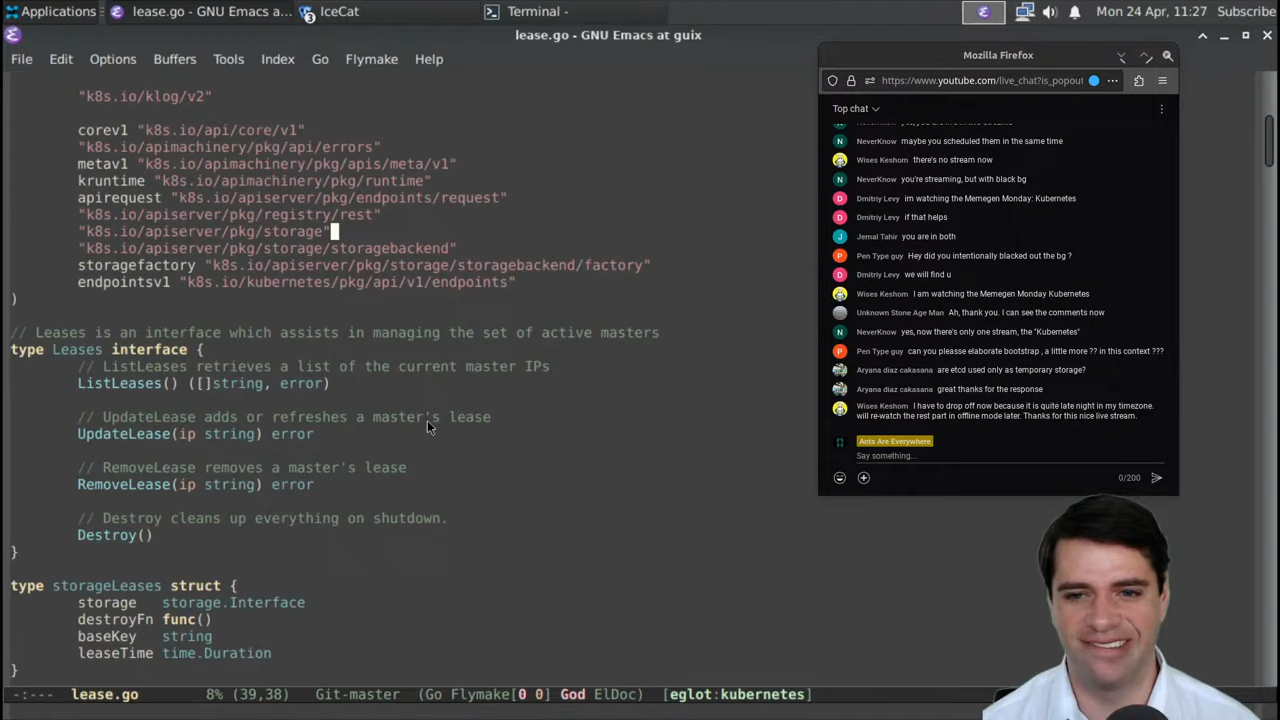 Applications
lease.go - GNU Emacs a...
IceCat
3
Terminal -
Mon 24 Apr, 11:27
Subscribe
lease.go - GNU Emacs at guix
File Edit Options Buffers Tools Index Go Flymake Help
"k8s.io/klog/v2"
corev1 "k8s.io/api/core/v1"
"k8s.io/apimachinery/pkg/api/errors"
metav1 "k8s.io/apimachinery/pkg/apis/meta/v1"
kruntime "k8s.io/apimachinery/pkg/runtime"
apirequest "k8s.io/apiserver/pkg/endpoints/request"
"k8s.io/apiserver/pkg/registry/rest"
"k8s.io/apiserver/pkg/storage"
"k8s.io/apiserver/pkg/storage/storagebackend"
storagefactory "k8s.io/apiserver/pkg/storage/storagebackend/factory"
endpointsv1 "k8s.io/kubernetes/pkg/api/v1/endpoints"
)
// Leases is an interface which assists in managing the set of active masters
type Leases interface {
// ListLeases retrieves a list of the current master IPs
ListLeases() ([]string, error)
// UpdateLease adds or refreshes a master's lease
UpdateLease(ip string) error
// RemoveLease removes a master's lease
RemoveLease(ip string) error
// Destroy cleans up everything on shutdown.
Destroy()
}
type storageLeases struct {
storage storage.Interface
destroyFn func()
baseKey string
leaseTime time.Duration
}
-:--- lease.go 8% (39,38) Git-master (Go Flymake[0 0] God ElDoc) [eglot:kubernetes]
Mozilla Firefox
https://www.youtube.com/live_chat?is_popout
Top chat
NeverKnow maybe you scheduled them in the same time
Wises Keshom there's no stream now
NeverKnow you're streaming, but with black bg
Dmitriy Levy im watching the Memegen Monday: Kubernetes
Dmitriy Levy if that helps
Jemal Tahir you are in both
Pen Type guy Hey did you intentionally blacked out the bg ?
Dmitriy Levy we will find u
Wises Keshom I am watching the Memegen Monday Kubernetes
Unknown Stone Age Man Ah, thank you. I can see the comments now
NeverKnow yes, now there's only one stream, the "Kubernetes"
Pen Type guy can you pleasse elaborate bootstrap , a little more ?? in this context ???
Aryana diaz cakasana are etcd used only as temporary storage?
Aryana diaz cakasana great thanks for the response
Wises Keshom I have to drop off now because it is quite late night in my timezone.
will re-watch the rest part in offline mode later. Thanks for this nice live stream.
Ants Are Everywhere
Say something...
0/200